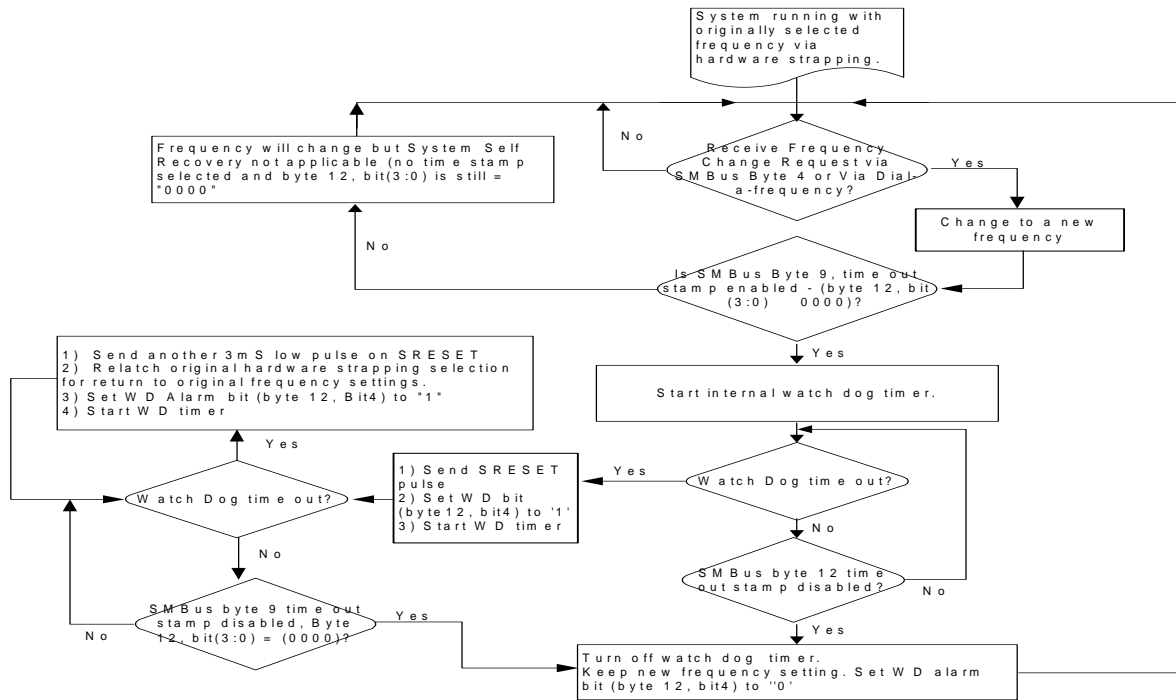 System running with
originally selected
frequency via
hardware strapping.
No
Receive Frequency
Change Request via
SMBus Byte 4 or Via Dial-
a-frequency?
Yes
Frequency will change but System Self
Recovery not applicable (no time stamp
selected and byte 12, bit(3:0) is still =
"0000"
Change to a new
frequency
No
Is SMBus Byte 9, time out
stamp enabled - (byte 12, bit
(3:0) 0000)?
Yes
1) Send another 3mS low pulse on SRESET
2) Relatch original hardware strapping selection
for return to original frequency settings.
3) Set WD Alarm bit (byte 12, Bit4) to "1"
4) Start WD timer
Start internal watch dog timer.
Yes
Watch Dog time out?
1) Send SRESET
pulse
2) Set WD bit
(byte12, bit4) to '1'
3) Start WD timer
Yes
Watch Dog time out?
No
No
SMBus byte 12 time
out stamp disabled?
No
SMBus byte 9 time out
stamp disabled, Byte
12, bit(3:0) = (0000)?
No
Yes
Yes
Turn off watch dog timer.
Keep new frequency setting. Set WD alarm
bit (byte 12, bit4) to ''0'